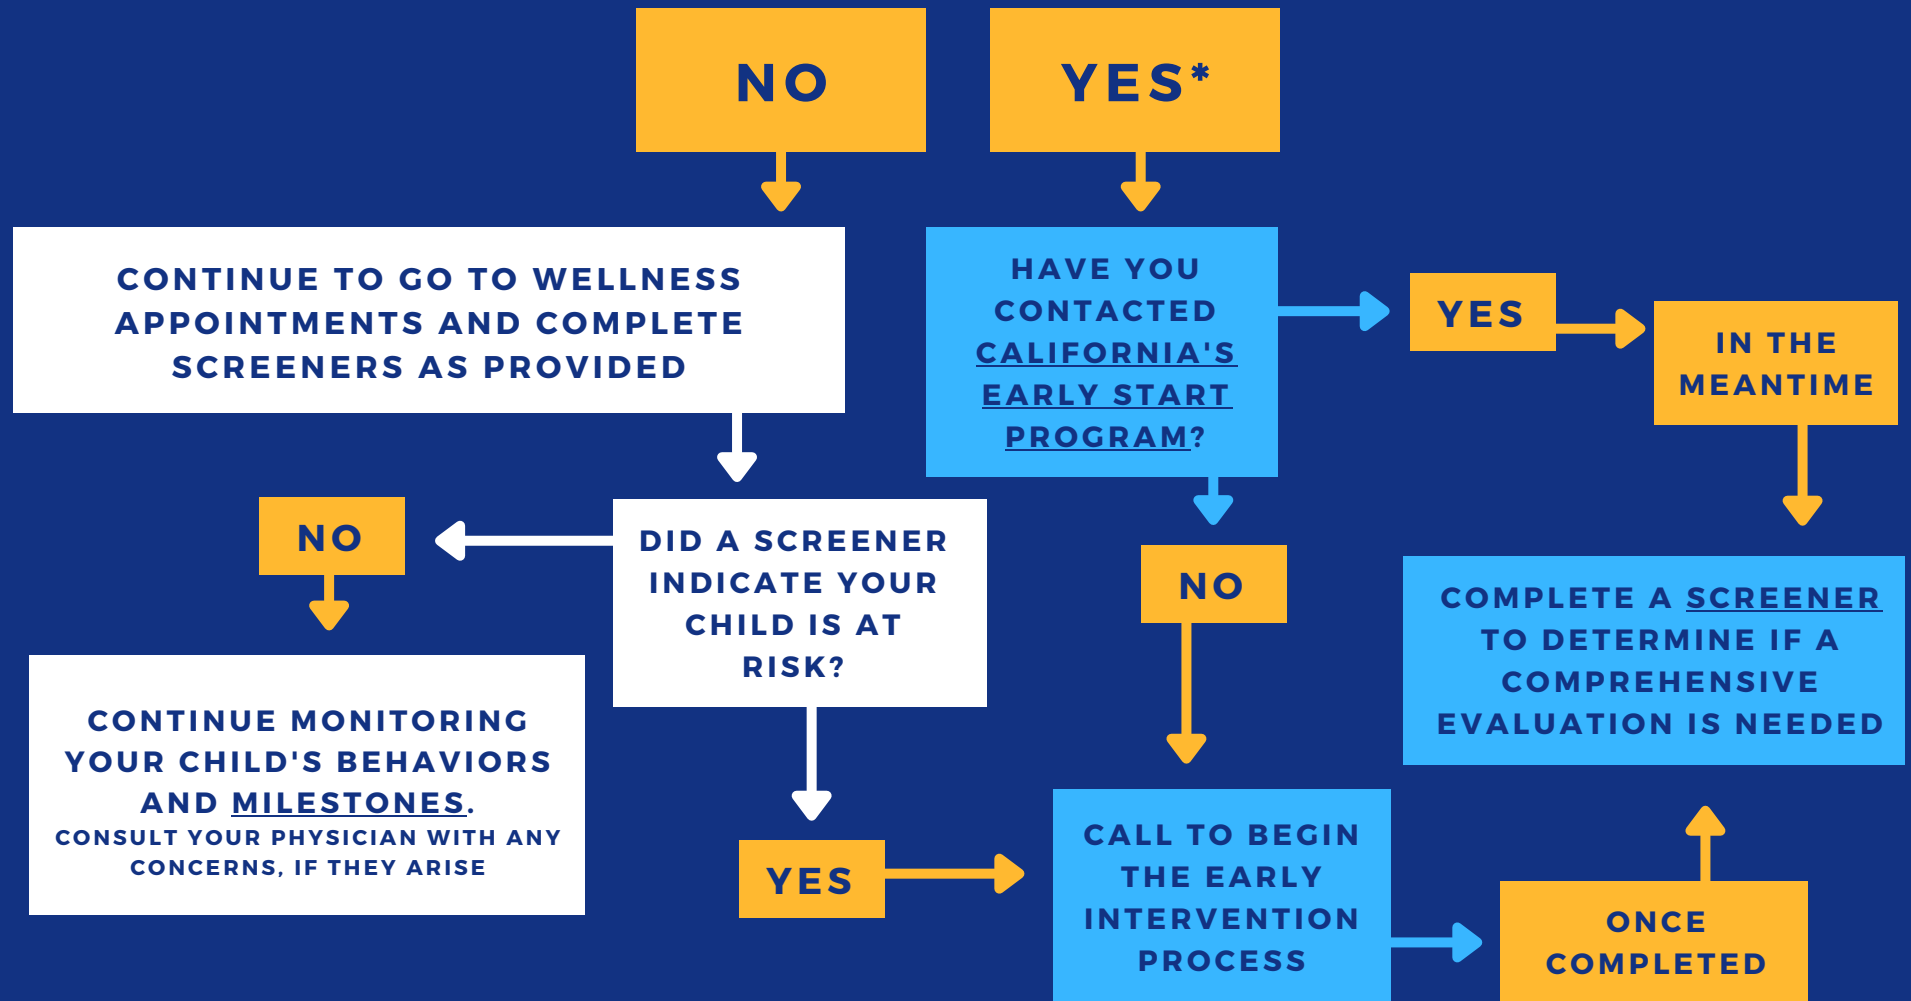 NO
YES*
CONTINUE TO GO TO WELLNESS
APPOINTMENTS AND COMPLETE
SCREENERS AS PROVIDED
HAVE YOU
CONTACTED
CALIFORNIA'S
EARLY START
PROGRAM?
YES
IN THE
MEANTIME
NO
DID A SCREENER
INDICATE YOUR
CHILD IS AT
RISK?
NO
COMPLETE A SCREENER
TO DETERMINE IF A
COMPREHENSIVE
EVALUATION IS NEEDED
CONTINUE MONITORING
YOUR CHILD'S BEHAVIORS
AND MILESTONES.
CONSULT YOUR PHYSICIAN WITH ANY
CONCERNS, IF THEY ARISE
YES
CALL TO BEGIN
THE EARLY
INTERVENTION
PROCESS
ONCE
COMPLETED